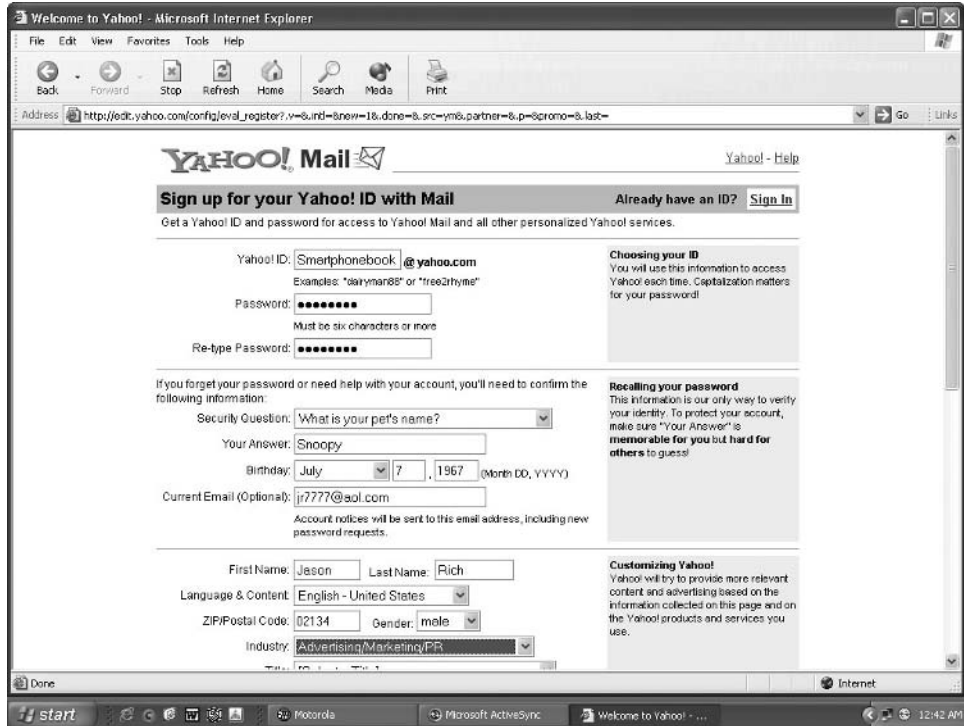 Welcome to Yahoo! - Microsoft Internet Explorer
File Edit View Favorites Tools Help
Back Forward Stop Refresh Home Search Media Print
Address http://edit.yahoo.com/config/eval_register?.v=&.intl=&new=1&.done=&.src=ym&.partner=&.p=&promo=&.last= Go Links
YAHOO! Mail Yahoo! - Help
Sign up for your Yahoo! ID with Mail Already have an ID? Sign In
Get a Yahoo! ID and password for access to Yahoo! Mail and all other personalized Yahoo! services.
Yahoo! ID: Smartphonebook @yahoo.com
Examples: "dairyman88" or "free2rhyme"
Password: ●●●●●●●●
Must be six characters or more
Re-type Password: ●●●●●●●●
Choosing your ID
You will use this information to access
Yahoo! each time. Capitalization matters
for your password!
If you forget your password or need help with your account, you'll need to confirm the
following information:
Security Question: What is your pet's name?
Your Answer: Snoopy
Birthday: July 7 , 1967 (Month DD, YYYY)
Current Email (Optional): jr7777@aol.com
Account notices will be sent to this email address, including new
password requests.
Recalling your password
This information is our only way to verify
your identity. To protect your account,
make sure "Your Answer" is
memorable for you but hard for
others to guess!
First Name: Jason Last Name: Rich
Language & Content: English - United States
ZIP/Postal Code: 02134 Gender: male
Industry: Advertising/Marketing/PR
Customizing Yahoo!
Yahoo! will try to provide more relevant
content and advertising based on the
information collected on this page and on
the Yahoo! products and services you
use.
Done Internet
start Motorola Microsoft ActiveSync Welcome to Yahoo! - ... 12:42 AM